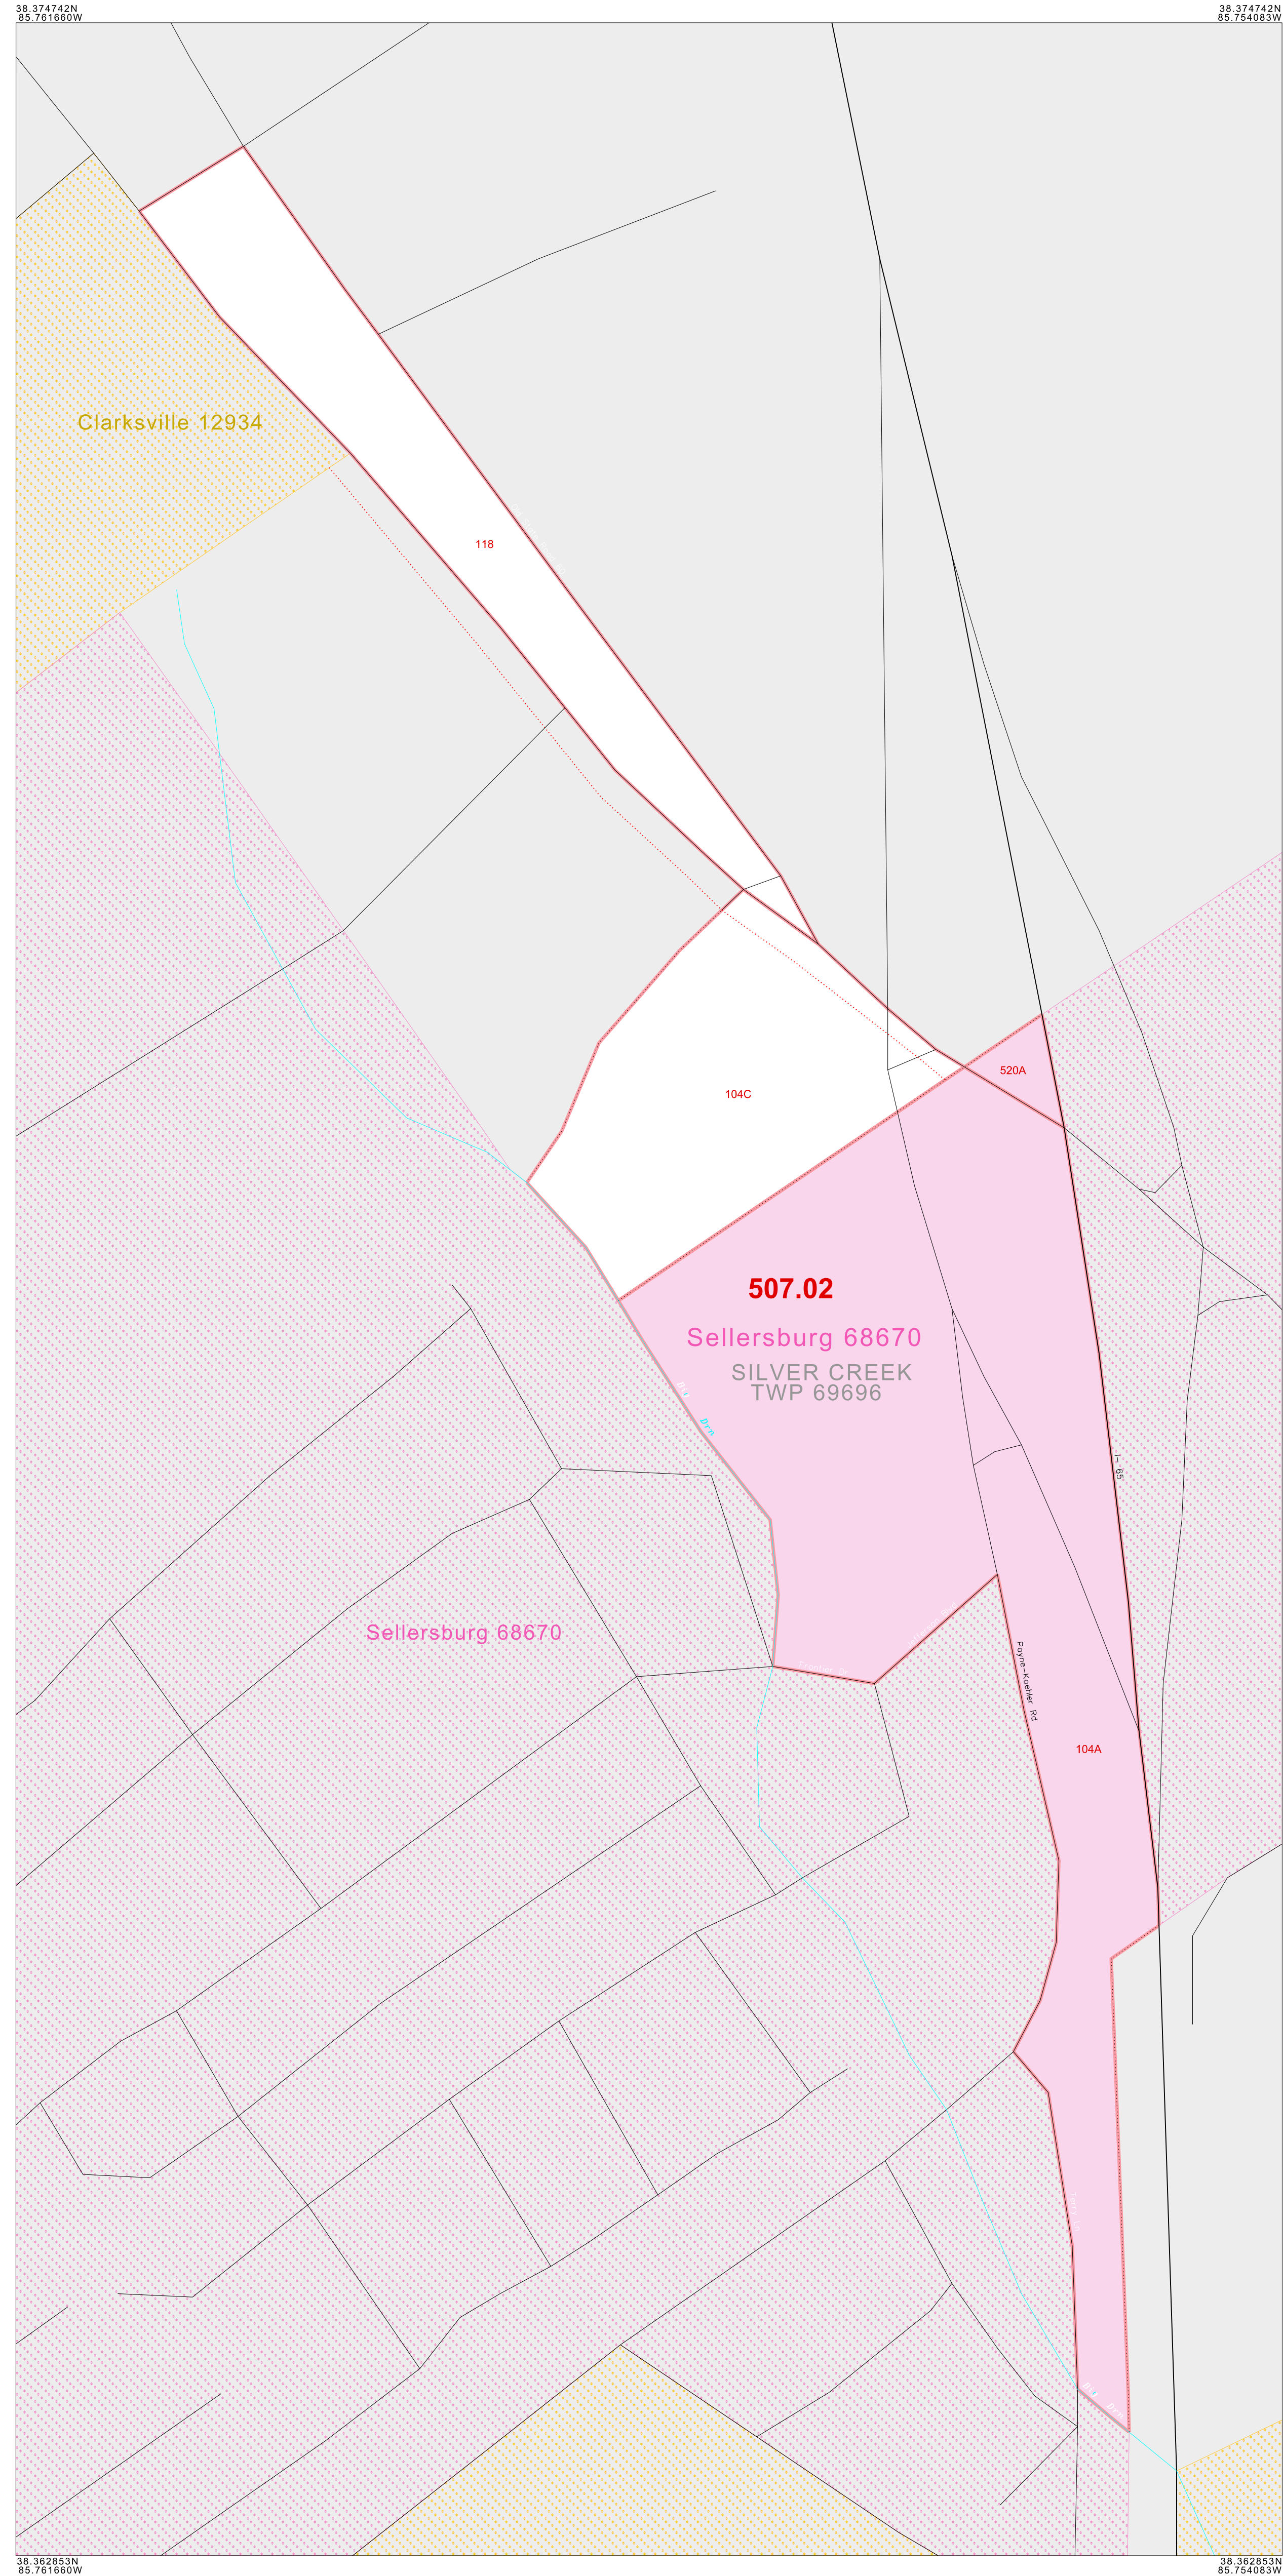 38.374742N
85.761660W
38.374742N
85.754083W
Clarksville 12934
118
520A
104C
507.02
Sellersburg 68670
SILVER CREEK
TWP 69696
Drn
I-65
Sellersburg 68670
Payne-Koehler Rd
104A
38.362853N
85.761660W
38.362853N
85.754083W